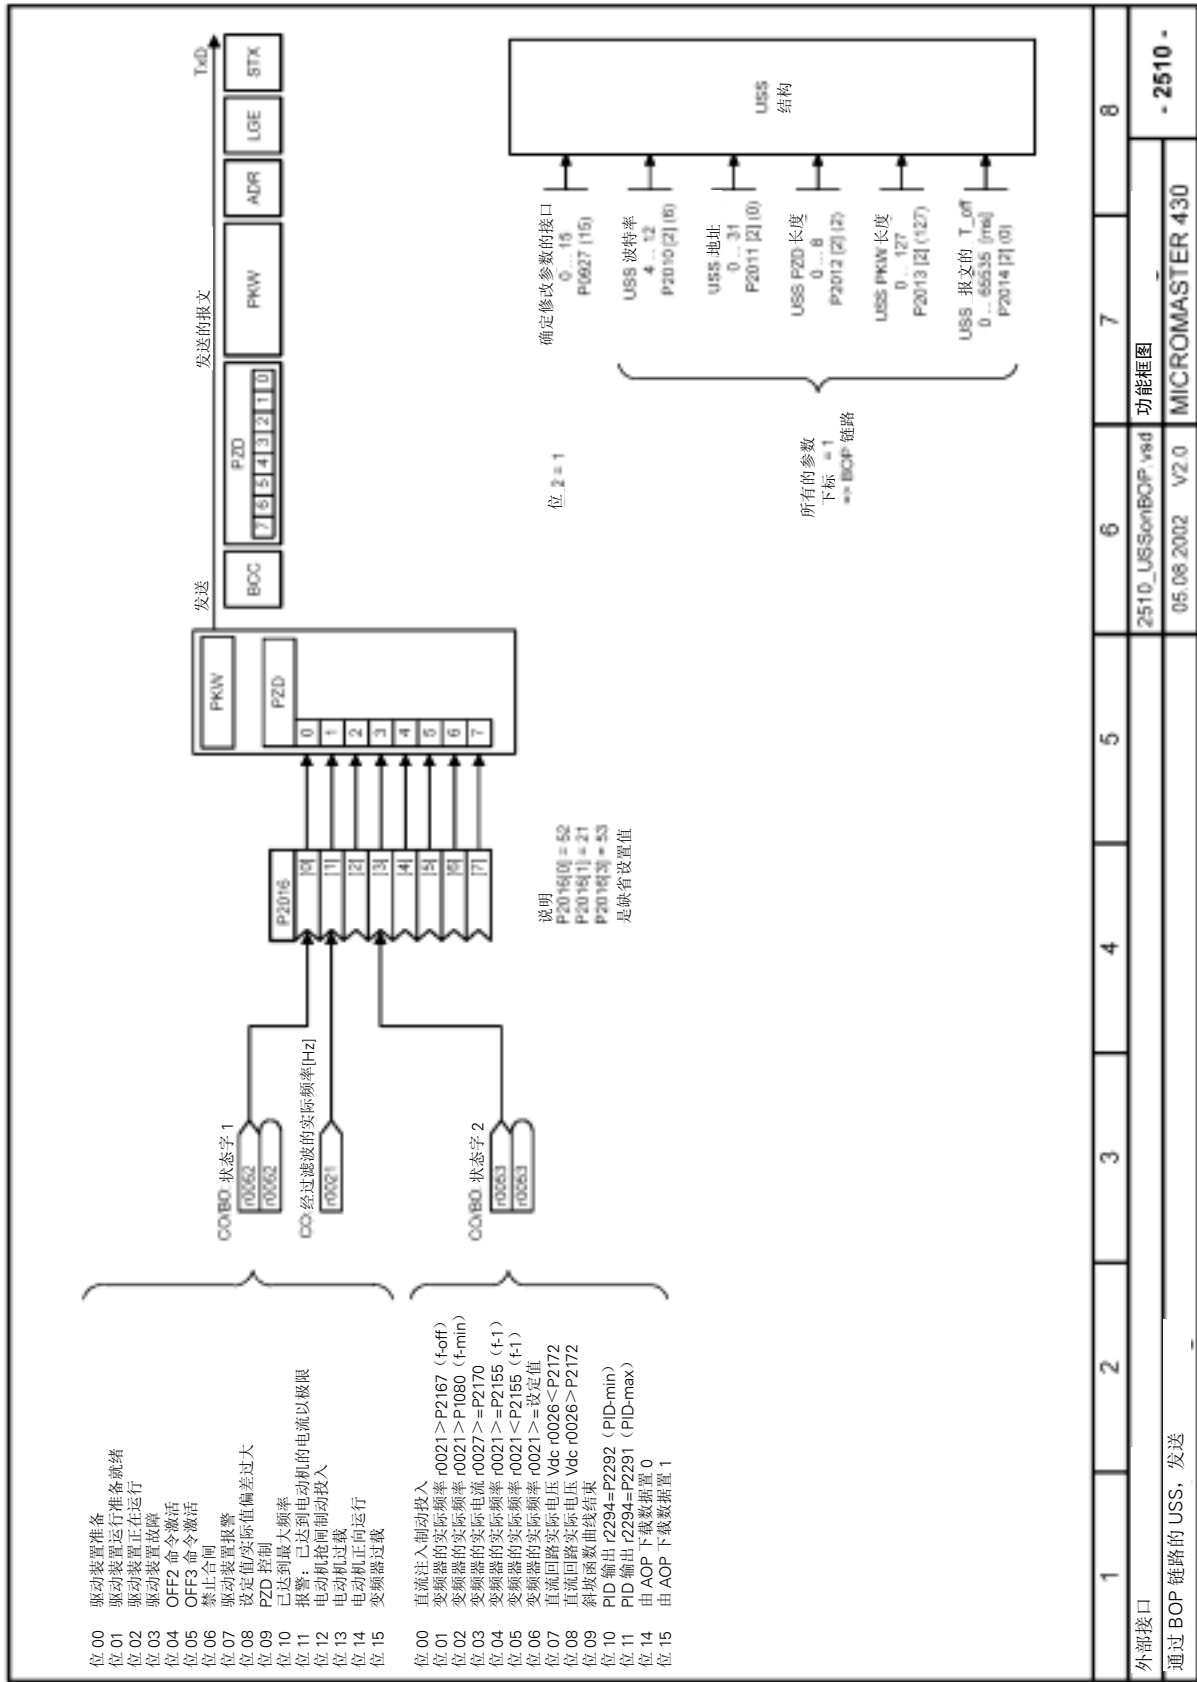 位 00 驱动装置准备
位 01 驱动装置运行准备就绪
位 02 驱动装置正在运行
位 03 驱动装置故障
位 04 OFF2 命令激活
位 05 OFF3 命令激活
位 06 禁止合闸
位 07 驱动装置报警
位 08 设定值/实际值偏差过大
位 09 PZD 控制
位 10 已达到最大频率
位 11 报警：已达到电动机的电流以极限
位 12 电动机抱闸制动投入
位 13 电动机过载
位 14 电动机正向运行
位 15 变频器过载
位 00 直流注入制动投入
位 01 变频器的实际频率 r0021＞P2167（f-off）
位 02 变频器的实际频率 r0021＞P1080（f-min）
位 03 变频器的实际电流 r0027＞=P2170
位 04 变频器的实际频率 r0021＞=P2155（f-1）
位 05 变频器的实际频率 r0021＜P2155（f-1）
位 06 变频器的实际频率 r0021＞=设定值
位 07 直流回路实际电压 Vdc r0026＜P2172
位 08 直流回路实际电压 Vdc r0026＞P2172
位 09 斜坡函数曲线结束
位 10 PID 输出 r2294=P2292（PID-min）
位 11 PID 输出 r2294=P2291（PID-max）
位 14 由 AOP 下载数据置 0
位 15 由 AOP 下载数据置 1
CO/BO: 状态字 1
r0052
r0052
CO: 经过滤波的实际频率[Hz]
r0021
CO/BO: 状态字 2
r0053
r0053
P2016
[0]
[1]
[2]
[3]
[4]
[5]
[6]
[7]
说明
P2016[0] = 52
P2016[1] = 21
P2016[3] = 53
是缺省设置值
PKW
PZD
0
1
2
3
4
5
6
7
发送
发送的报文
TxD
BCC
PZD
7 6 5 4 3 2 1 0
PKW
ADR
LGE
STX
位 2 = 1
确定修改参数的接口
0 ... 15
P0927 (15)
USS 波特率
4 ... 12
P2010 [2] (6)
USS 地址
0 ... 31
P2011 [2] (0)
USS PZD 长度
0 ... 8
P2012 [2] (2)
USS PKW 长度
0 ... 127
P2013 [2] (127)
USS 报文的 T_off
0 ... 65535 [ms]
P2014 [2] (0)
所有的参数
下标 = 1
=> BOP 链路
USS
结构
1 2 3 4 5 6 7 8
外部接口
通过 BOP 链路的 USS，发送
2510_USSonBOP.vsd
05.08.2002 V2.0
功能框图
MICROMASTER 430
- 2510 -